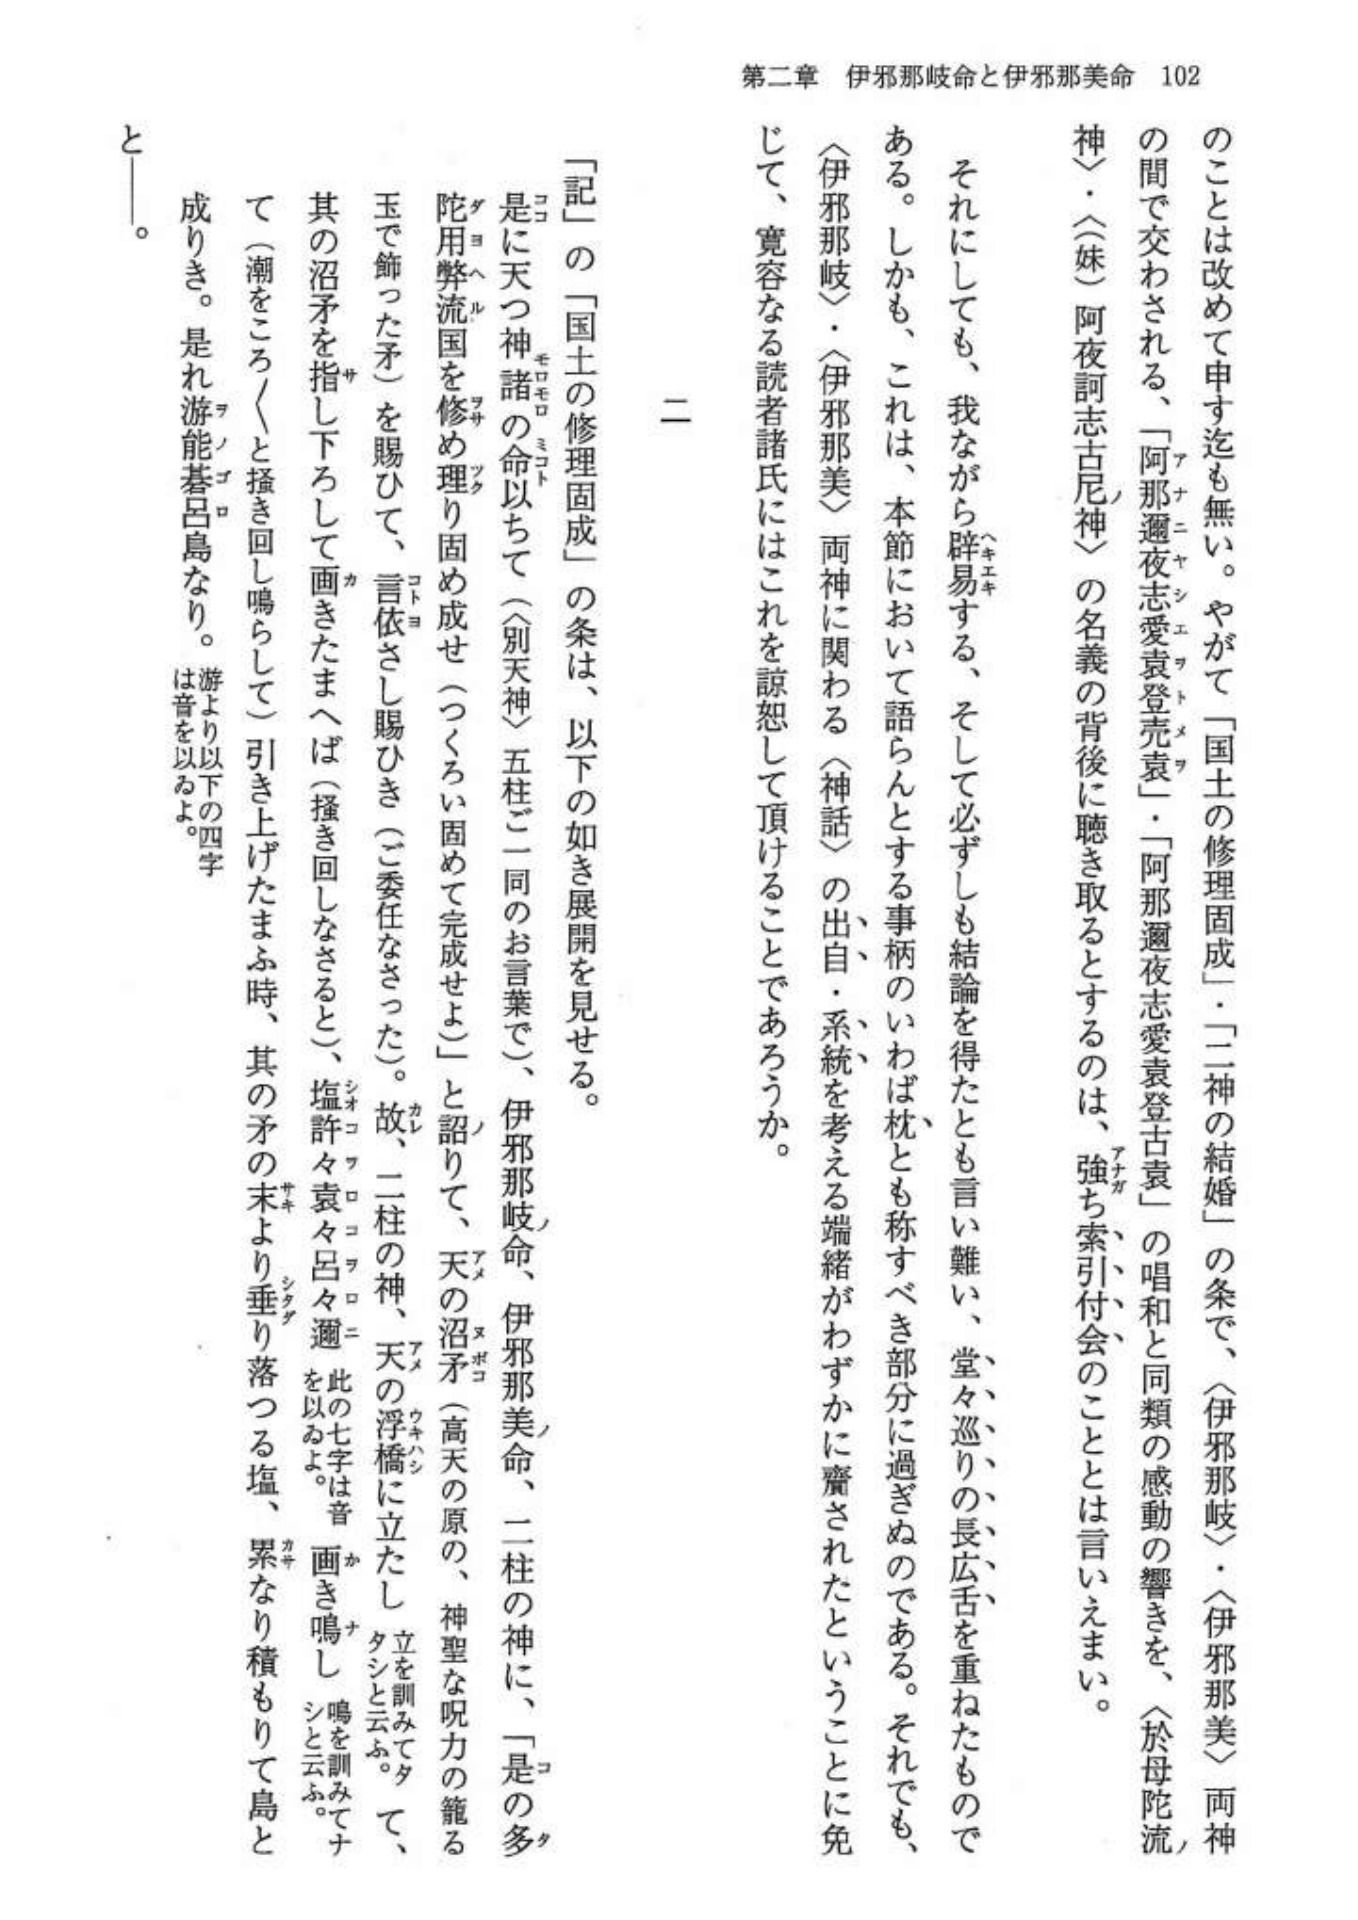 第二章　伊邪那岐命と伊邪那美命　102
のことは改めて申す迄も無い。やがて「国土の修理固成」・「二神の結婚」の条で、〈伊邪那岐〉・〈伊邪那美〉両神
の間で交わされる、「阿那邇夜志愛袁登売袁」・「阿那邇夜志愛袁登古袁」の唱和と同類の感動の響きを、〈於母陀流
神〉・〈（妹）阿夜訶志古尼神〉の名義の背後に聴き取るとするのは、強ち索引付会のこととは言いえまい。
それにしても、我ながら辟易する、そして必ずしも結論を得たとも言い難い、堂々巡りの長広舌を重ねたもので
ある。しかも、これは、本節において語らんとする事柄のいわば枕とも称すべき部分に過ぎぬのである。それでも、
〈伊邪那岐〉・〈伊邪那美〉両神に関わる〈神話〉の出自・系統を考える端緒がわずかに齎されたということに免
じて、寛容なる読者諸氏にはこれを諒恕して頂けることであろうか。
二
「記」の「国土の修理固成」の条は、以下の如き展開を見せる。
是に天つ神諸の命以ちて（〈別天神〉五柱ご一同のお言葉で）、伊邪那岐命、伊邪那美命、二柱の神に、「是の多
陀用弊流国を修め理り固め成せ（つくろい固めて完成せよ）」と詔りて、天の沼矛（高天の原の、神聖な呪力の籠る
玉で飾った矛）を賜ひて、言依さし賜ひき（ご委任なさった）。故、二柱の神、天の浮橋に立たし立を訓みてタタシと云ふ。て、
其の沼矛を指し下ろして画きたまへば（掻き回しなさると）、塩許々袁々呂々邇此の七字は音を以ゐよ。画き鳴し鳴を訓みてナシと云ふ。
て（潮をころ〳〵と掻き回し鳴らして）引き上げたまふ時、其の矛の末より垂り落つる塩、累なり積もりて島と
成りき。是れ游能碁呂島なり。游より以下の四字は音を以ゐよ。
と――。